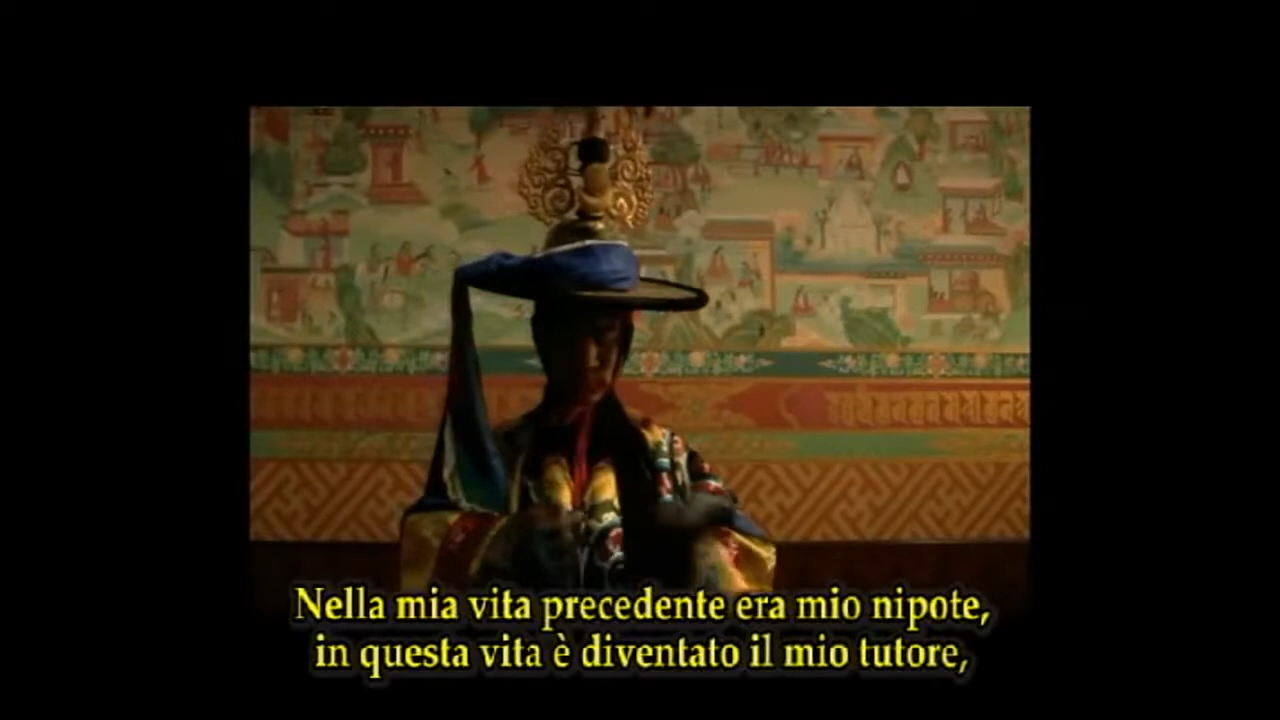 Nella mia vita precedente era mio nipote,
in questa vita è diventato il mio tutore,